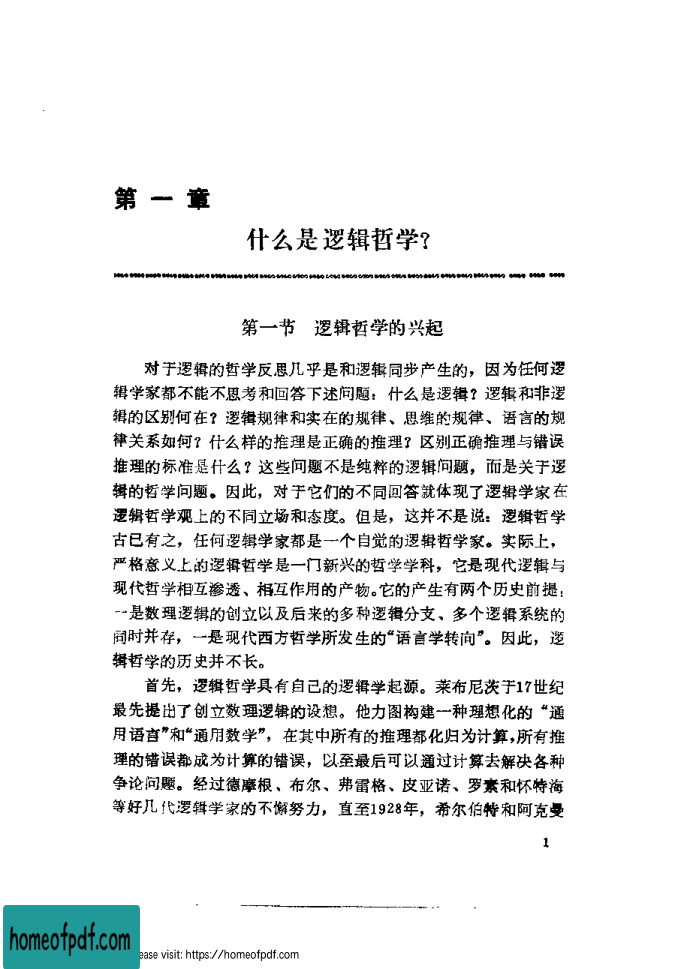 第一章
什么是逻辑哲学?
第一节 逻辑哲学的兴起
对于逻辑的哲学反思几乎是和逻辑同步产生的，因为任何逻
辑学家都不能不思考和回答下述问题：什么是逻辑？逻辑和非逻
辑的区别何在？逻辑规律和实在的规律、思维的规律、语言的规
律关系如何？什么样的推理是正确的推理？区别正确推理与错误
推理的标准是什么？这些问题不是纯粹的逻辑问题，而是关于逻
辑的哲学问题。因此，对于它们的不同回答就体现了逻辑学家在
逻辑哲学观上的不同立场和态度。但是，这并不是说：逻辑哲学
古已有之，任何逻辑学家都是一个自觉的逻辑哲学家。实际上，
严格意义上的逻辑哲学是一门新兴的哲学学科，它是现代逻辑与
现代哲学相互渗透、相互作用的产物。它的产生有两个历史前提：
一是数理逻辑的创立以及后来的多种逻辑分支、多个逻辑系统的
同时并存，一是现代西方哲学所发生的“语言学转向”。因此，逻
辑哲学的历史并不长。
首先，逻辑哲学具有自己的逻辑学起源。莱布尼茨于17世纪
最先提出了创立数理逻辑的设想。他力图构建一种理想化的“通
用语言”和“通用数学”，在其中所有的推理都化归为计算，所有推
理的错误都成为计算的错误，以至最后可以通过计算去解决各种
争论问题。经过德摩根、布尔、弗雷格、皮亚诺、罗素和怀特海
等好几代逻辑学家的不懈努力，直至1928年，希尔伯特和阿克曼
1
homeofpdf.com
ease visit: https://homeofpdf.com